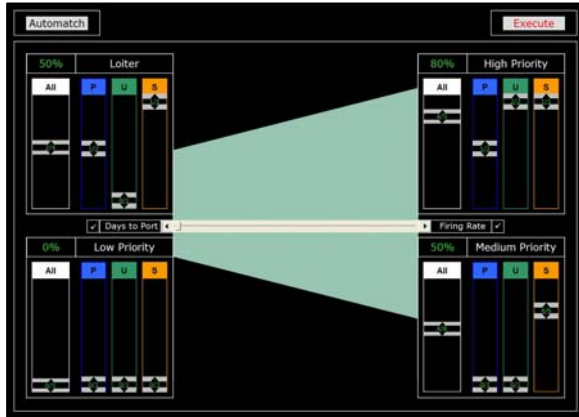 Automatch
Execute
50% Loiter
All P U S
80% High Priority
All P U S
Days to Port
Firing Rate
0% Low Priority
All P U S
50% Medium Priority
All P U S